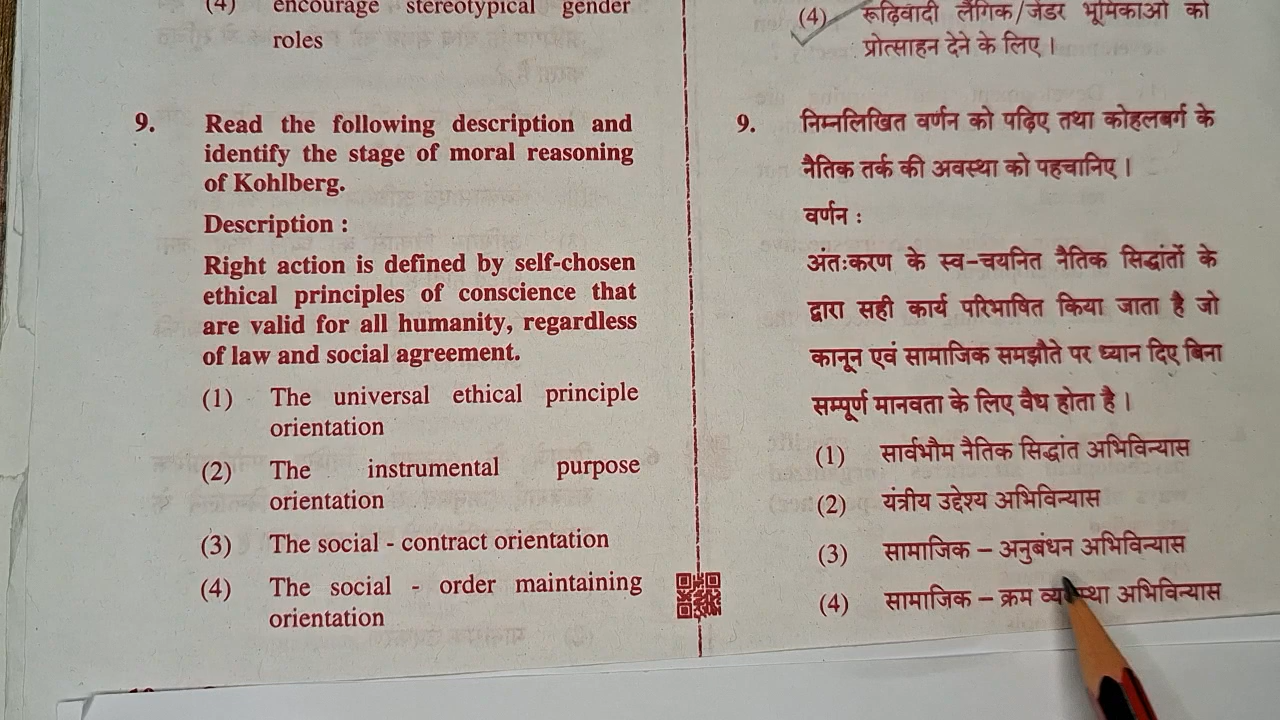 (4) encourage stereotypical gender
roles
9. Read the following description and
identify the stage of moral reasoning
of Kohlberg.
Description :
Right action is defined by self-chosen
ethical principles of conscience that
are valid for all humanity, regardless
of law and social agreement.
(1) The universal ethical principle
orientation
(2) The instrumental purpose
orientation
(3) The social - contract orientation
(4) The social - order maintaining
orientation
(4) रूढ़िवादी लैंगिक/जेंडर भूमिकाओं को
प्रोत्साहन देने के लिए ।
9. निम्नलिखित वर्णन को पढ़िए तथा कोहलबर्ग के
नैतिक तर्क की अवस्था को पहचानिए ।
वर्णन :
अंतःकरण के स्व-चयनित नैतिक सिद्धांतों के
द्वारा सही कार्य परिभाषित किया जाता है जो
कानून एवं सामाजिक समझौते पर ध्यान दिए बिना
सम्पूर्ण मानवता के लिए वैध होता है ।
(1) सार्वभौम नैतिक सिद्धांत अभिविन्यास
(2) यंत्रीय उद्देश्य अभिविन्यास
(3) सामाजिक – अनुबंधन अभिविन्यास
(4) सामाजिक – क्रम अभिविन्यास